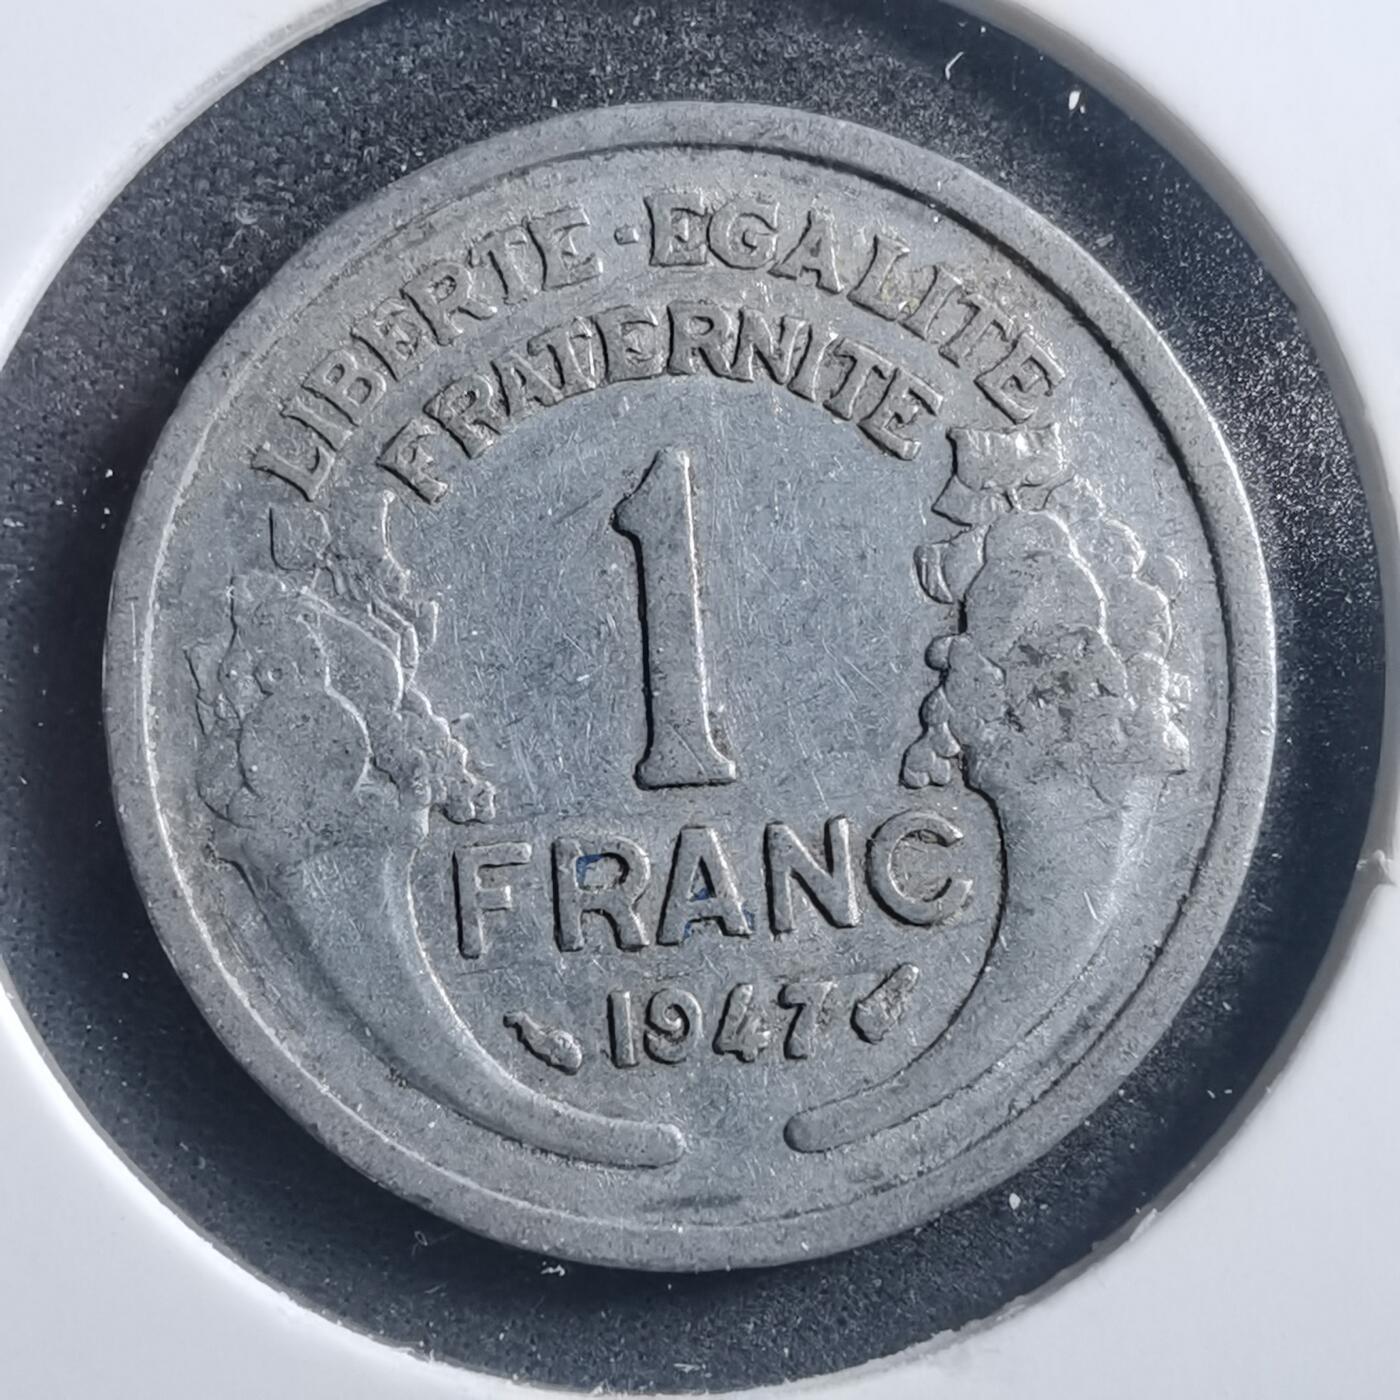 LIBERTE · EGALITE
FRATERNITE
1
FRANC
1947